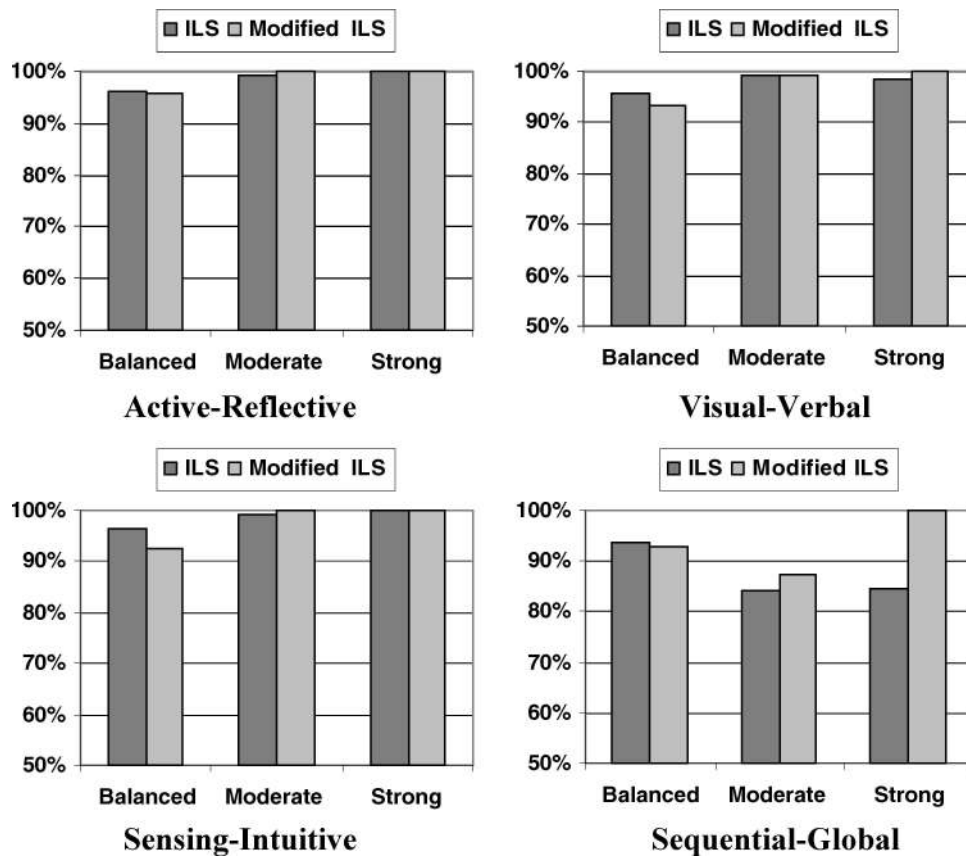 ILS Modified ILS
100%
90%
80%
70%
60%
50%
Balanced Moderate Strong
Active-Reflective
ILS Modified ILS
100%
90%
80%
70%
60%
50%
Balanced Moderate Strong
Visual-Verbal
ILS Modified ILS
100%
90%
80%
70%
60%
50%
Balanced Moderate Strong
Sensing-Intuitive
ILS Modified ILS
100%
90%
80%
70%
60%
50%
Balanced Moderate Strong
Sequential-Global